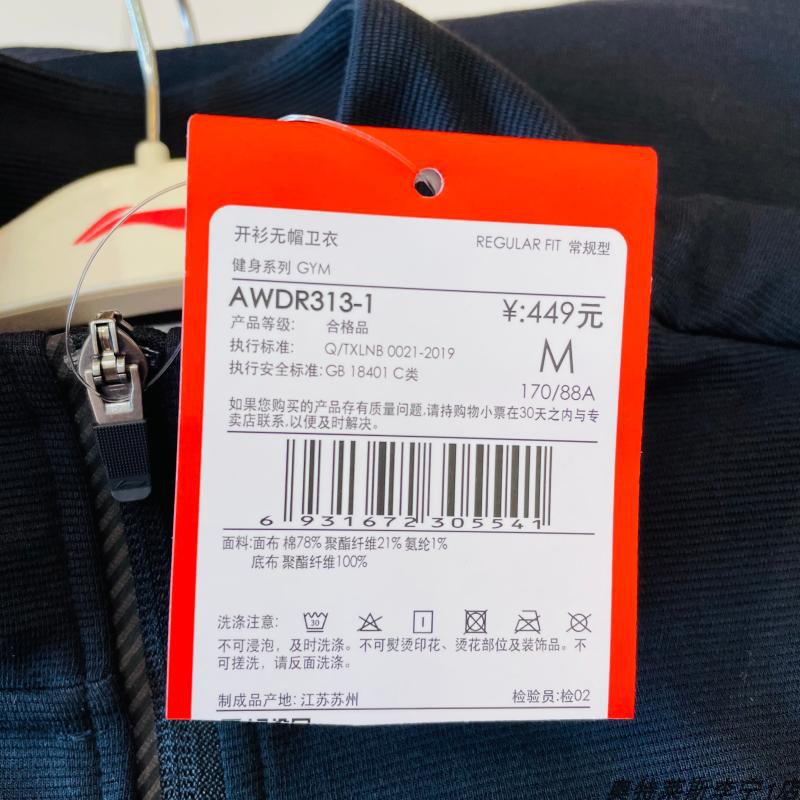 开衫无帽卫衣
REGULAR FIT 常规型
健身系列 GYM
AWDR313-1
¥:449元
产品等级: 合格品
M
执行标准: Q/TXLNB 0021-2019
执行安全标准:GB 18401 C类
170/88A
如果您购买的产品存有质量问题,请持购物小票在30天之内与专
卖店联系,以便及时解决。
6 931672 305541
面料:面布 棉78% 聚酯纤维21% 氨纶1%
底布 聚酯纤维100%
洗涤注意:
30
不可浸泡，及时洗涤。不可熨烫印花、烫花部位及装饰品。不
可搓洗，请反面洗涤。
制成品产地: 江苏苏州
检验员:检02